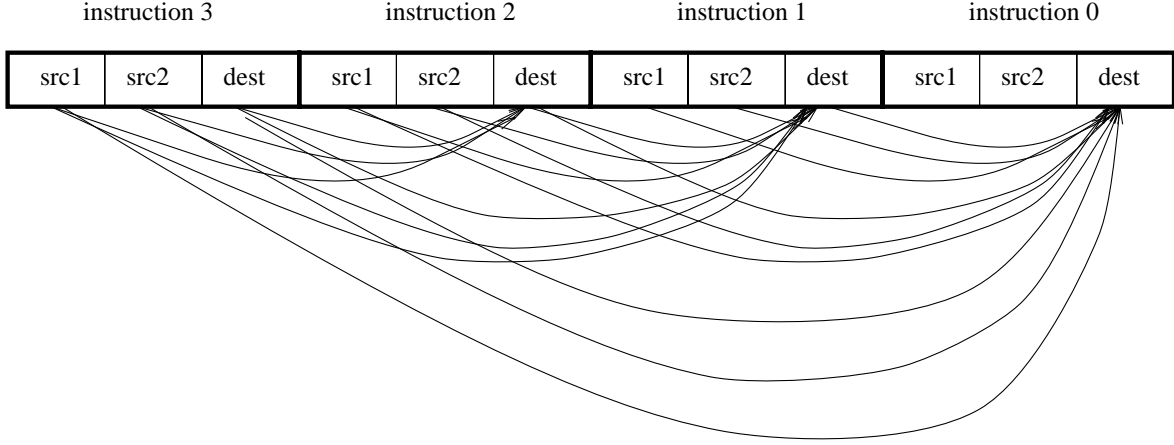 instruction 3 instruction 2 instruction 1 instruction 0
src1 src2 dest src1 src2 dest src1 src2 dest src1 src2 dest